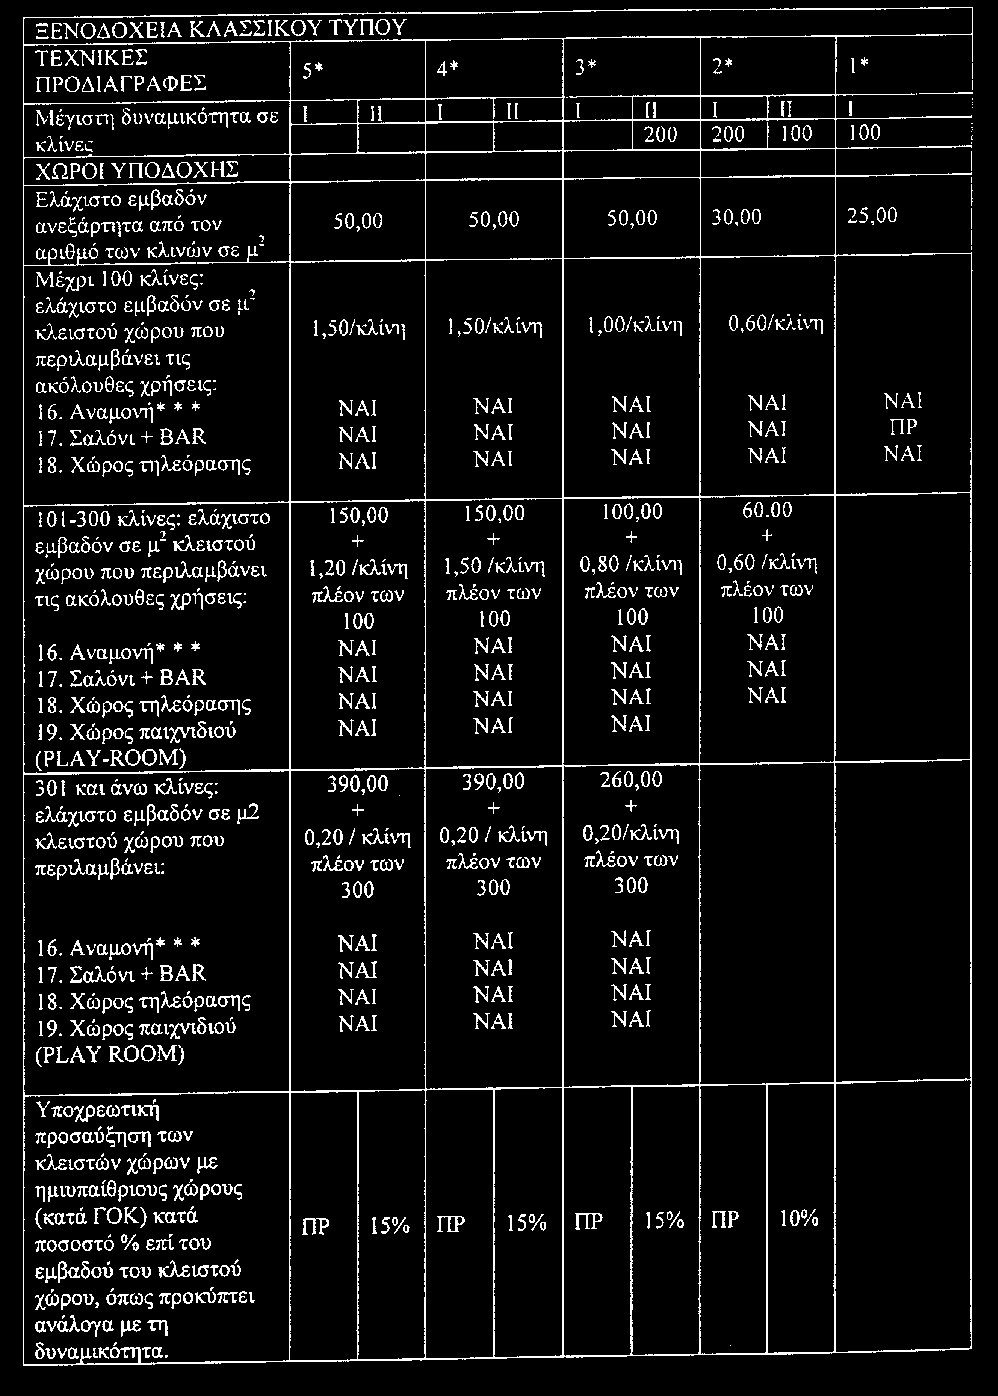 ΞΕΝΟΔΟΧΕΙΑ ΚΛΑΣΣΙΚΟΥ ΤΥΠΟΥ
ΤΕΧΝΙΚΕΣ ΠΡΟΔΙΑΓΡΑΦΕΣ 5* 4* 3* 2* 1*
Μέγιστη δυναμικότητα σε Ι ΙΙ Ι ΙΙ Ι ΙΙ Ι ΙΙ Ι
κλίνες 200 200 100 100
ΧΩΡΟΙ ΥΠΟΔΟΧΗΣ
Ελάχιστο εμβαδόν
ανεξάρτητα από τον 50,00 50,00 50,00 30,00 25,00
αριθμό των κλινών σε μ²
Μέχρι 100 κλίνες:
ελάχιστο εμβαδόν σε μ²
κλειστού χώρου που 1,50/κλίνη 1,50/κλίνη 1,00/κλίνη 0,60/κλίνη
περιλαμβάνει τις
ακόλουθες χρήσεις:
16. Αναμονή* * * ΝΑΙ ΝΑΙ ΝΑΙ ΝΑΙ ΝΑΙ
17. Σαλόνι + BAR ΝΑΙ ΝΑΙ ΝΑΙ ΝΑΙ ΠΡ
18. Χώρος τηλεόρασης ΝΑΙ ΝΑΙ ΝΑΙ ΝΑΙ ΝΑΙ
101-300 κλίνες: ελάχιστο 150,00 150,00 100,00 60.00
εμβαδόν σε μ² κλειστού + + + +
χώρου που περιλαμβάνει 1,20 /κλίνη 1,50 /κλίνη 0,80 /κλίνη 0,60 /κλίνη
τις ακόλουθες χρήσεις: πλέον των πλέον των πλέον των πλέον των
100 100 100 100
16. Αναμονή* * * ΝΑΙ ΝΑΙ ΝΑΙ ΝΑΙ
17. Σαλόνι + BAR ΝΑΙ ΝΑΙ ΝΑΙ ΝΑΙ
18. Χώρος τηλεόρασης ΝΑΙ ΝΑΙ ΝΑΙ ΝΑΙ
19. Χώρος παιχνιδιού ΝΑΙ ΝΑΙ ΝΑΙ
(PLAY-ROOM)
301 και άνω κλίνες: 390,00 390,00 260,00
ελάχιστο εμβαδόν σε μ2 + + +
κλειστού χώρου που 0,20 / κλίνη 0,20 / κλίνη 0,20/κλίνη
περιλαμβάνει: πλέον των πλέον των πλέον των
300 300 300
16. Αναμονή* * * ΝΑΙ ΝΑΙ ΝΑΙ
17. Σαλόνι + BAR ΝΑΙ ΝΑΙ ΝΑΙ
18. Χώρος τηλεόρασης ΝΑΙ ΝΑΙ ΝΑΙ
19. Χώρος παιχνιδιού ΝΑΙ ΝΑΙ ΝΑΙ
(PLAY ROOM)
Υποχρεωτική
προσαύξηση των
κλειστών χώρων με
ημιυπαίθριους χώρους
(κατά ΓΟΚ) κατά ΠΡ 15% ΠΡ 15% ΠΡ 15% ΠΡ 10%
ποσοστό % επί του
εμβαδού του κλειστού
χώρου, όπως προκύπτει
ανάλογα με τη
δυναμικότητα.